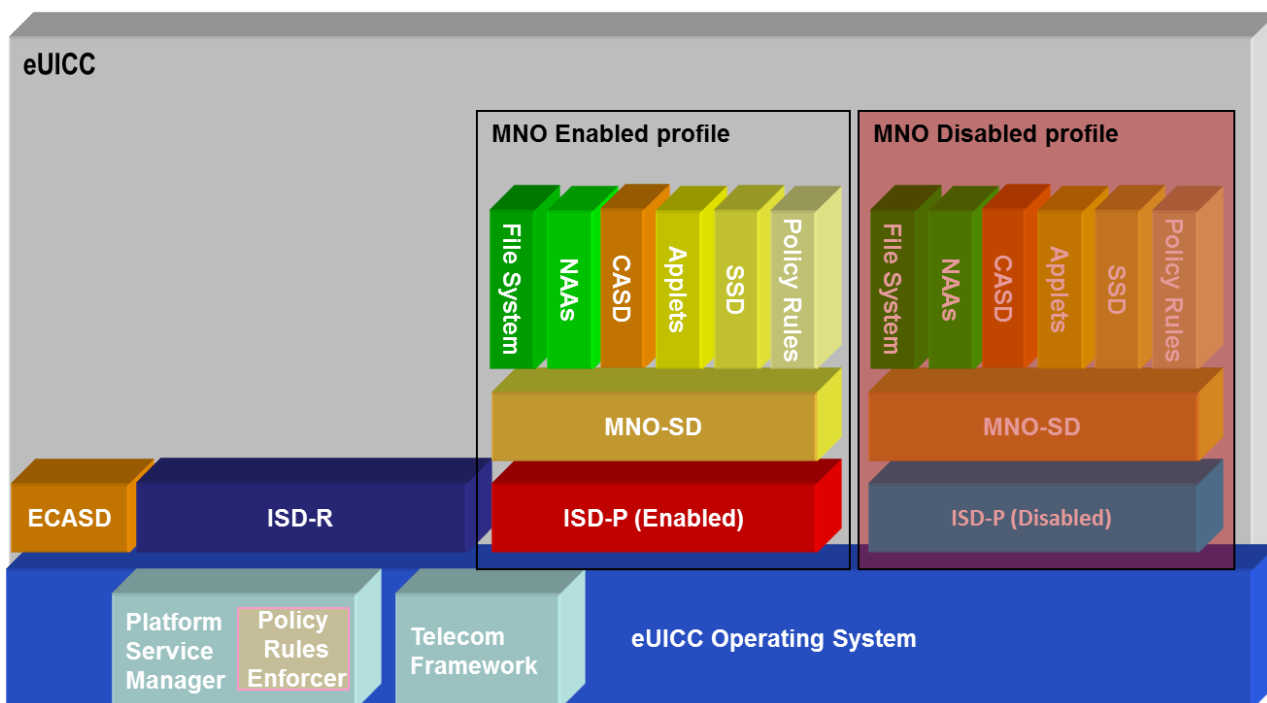 eUICC
MNO Enabled profile
File System
NAAs
CASD
Applets
SSD
Policy Rules
MNO-SD
ISD-P (Enabled)
MNO Disabled profile
File System
NAAs
CASD
Applets
SSD
Policy Rules
MNO-SD
ISD-P (Disabled)
ECASD
ISD-R
Platform
Service
Manager
Policy
Rules
Enforcer
Telecom
Framework
eUICC Operating System